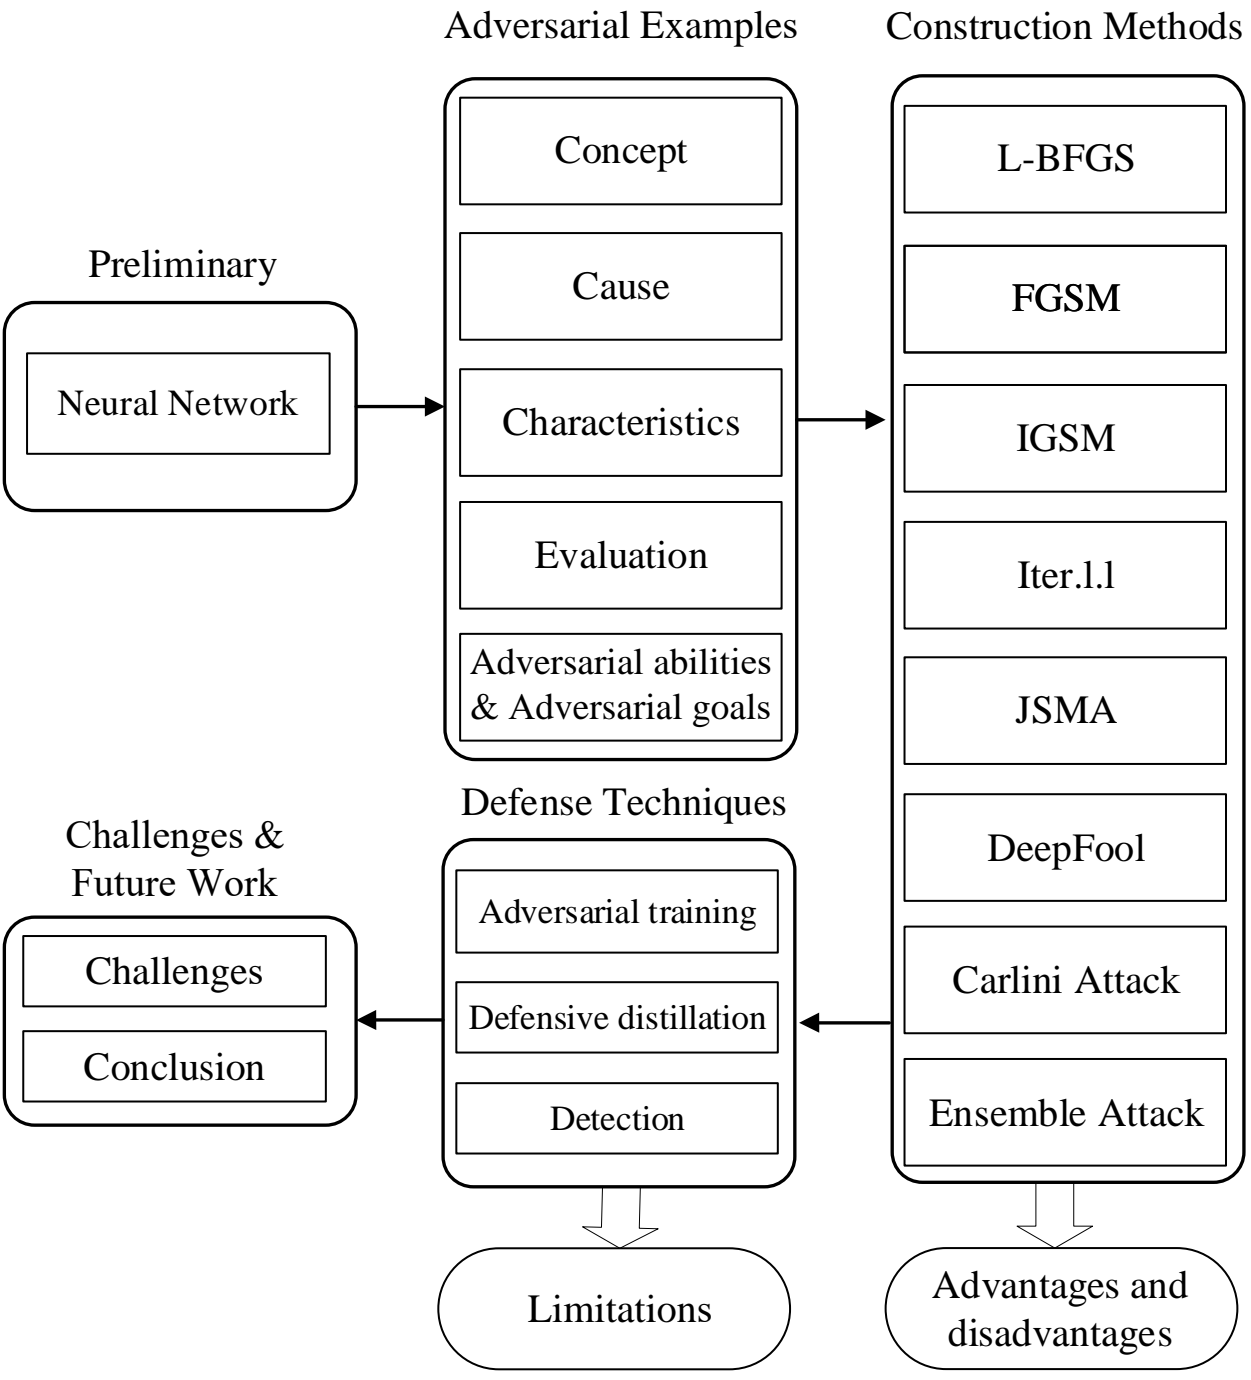 Preliminary
Neural Network
Adversarial Examples
Concept
Cause
Characteristics
Evaluation
Adversarial abilities
& Adversarial goals
Construction Methods
L-BFGS
FGSM
IGSM
Iter.l.l
JSMA
DeepFool
Carlini Attack
Ensemble Attack
Advantages and
disadvantages
Defense Techniques
Adversarial training
Defensive distillation
Detection
Limitations
Challenges &
Future Work
Challenges
Conclusion